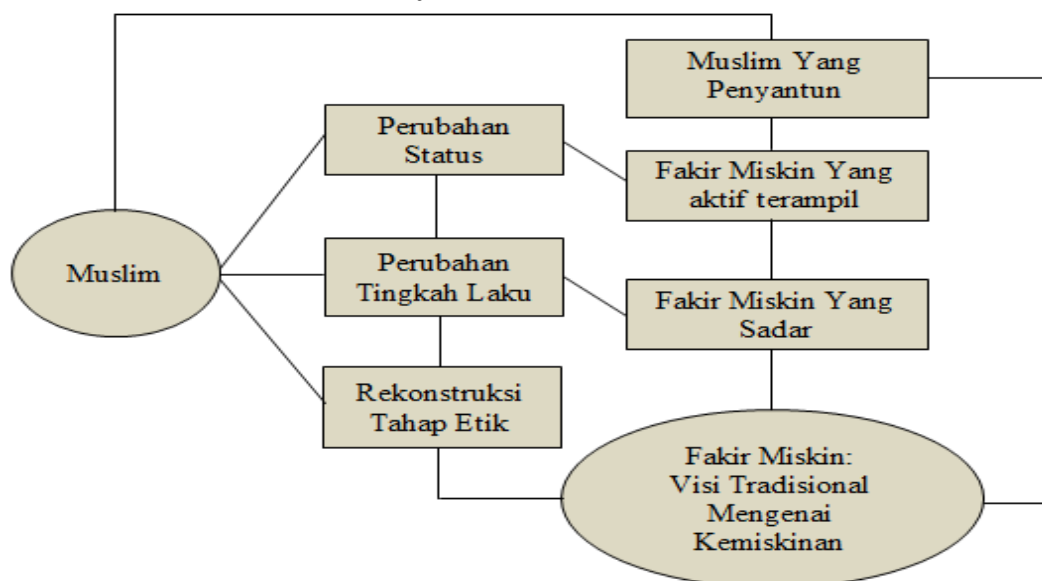 Muslim Yang
Penyantun
Perubahan
Status
Fakir Miskin Yang
aktif terampil
Muslim
Perubahan
Tingkah Laku
Fakir Miskin Yang
Sadar
Rekonstruksi
Tahap Etik
Fakir Miskin:
Visi Tradisional
Mengenai
Kemiskinan